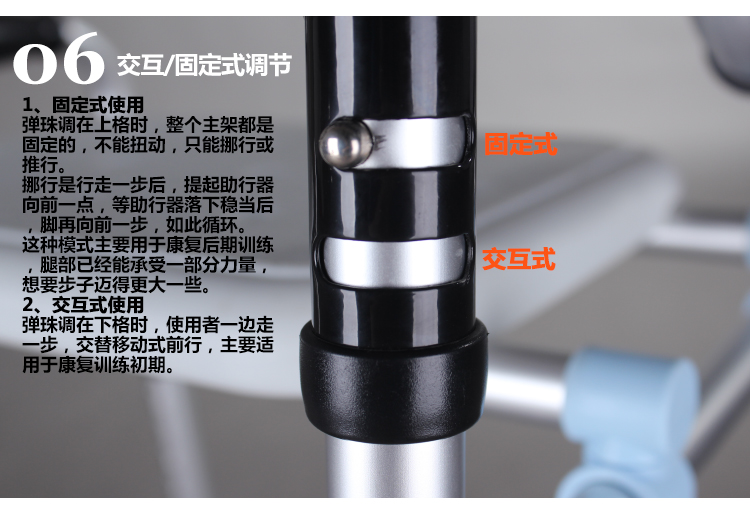 06 交互/固定式调节
1、固定式使用
弹珠调在上格时，整个主架都是
固定的，不能扭动，只能挪行或
推行。
挪行是行走一步后，提起助行器
向前一点，等助行器落下稳当后
，脚再向前一步，如此循环。
这种模式主要用于康复后期训练
，腿部已经能承受一部分力量，
想要步子迈得更大一些。
2、交互式使用
弹珠调在下格时，使用者一边走
一步，交替移动式前行，主要适
用于康复训练初期。
固定式
交互式